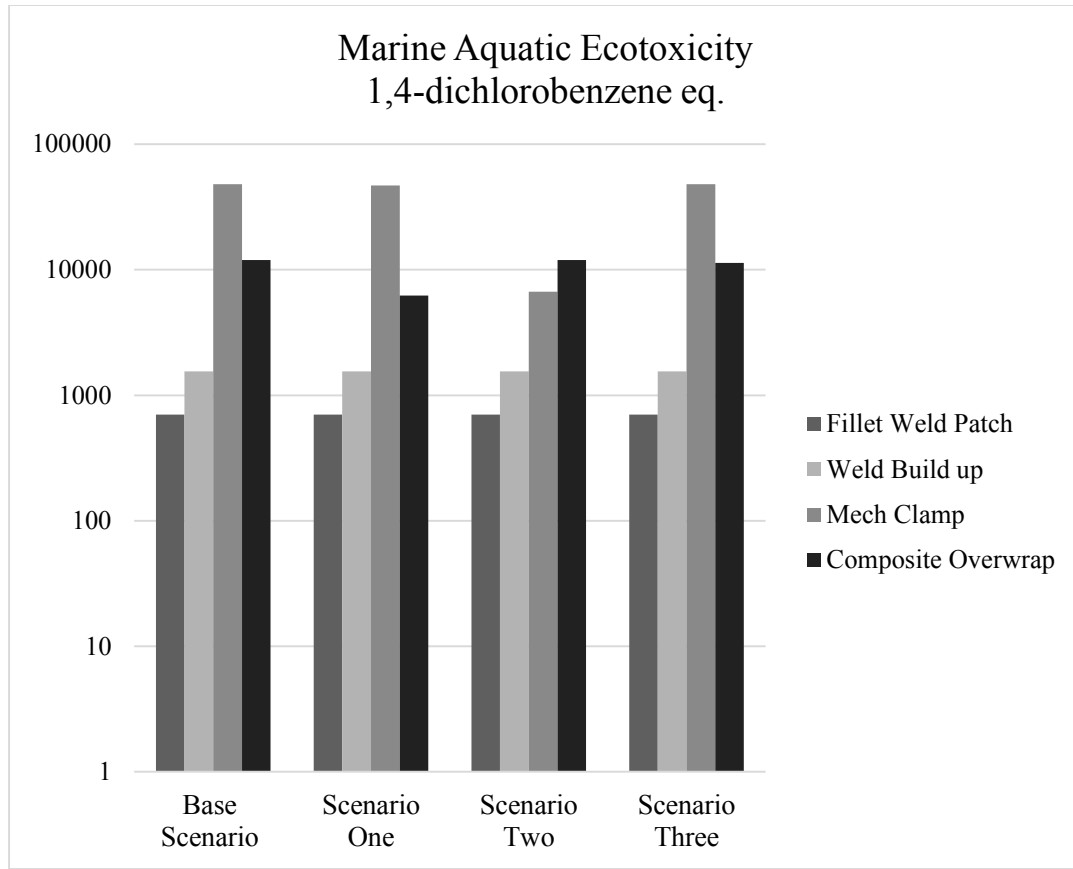 Marine Aquatic Ecotoxicity
1,4-dichlorobenzene eq.
100000
10000
1000
100
10
1
Fillet Weld Patch
Weld Build up
Mech Clamp
Composite Overwrap
Base
Scenario
Scenario
One
Scenario
Two
Scenario
Three